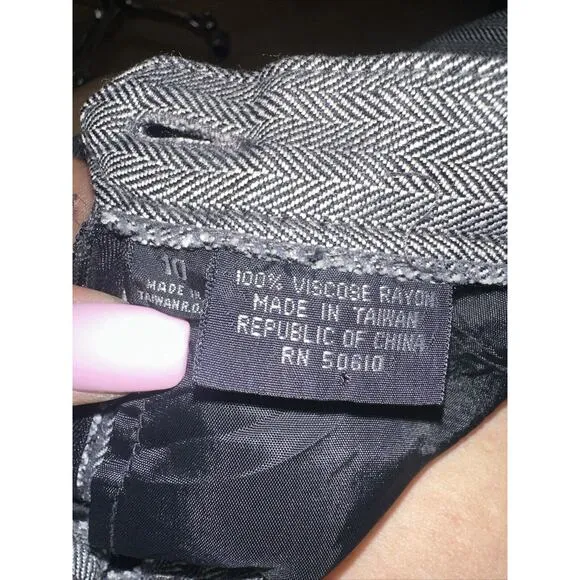 10
MADE IN
TAIWAN R.O.
100% VISCOSE RAYON
MADE IN TAIWAN
REPUBLIC OF CHINA
RN 50610